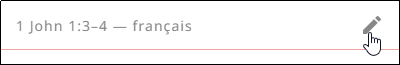 1 John 1:3–4 — français